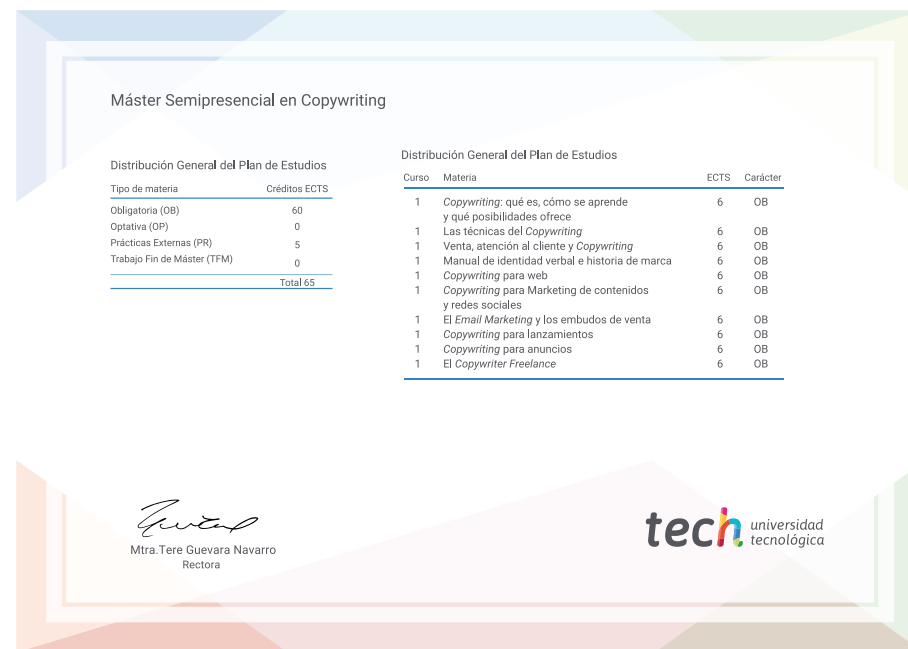 Máster Semipresencial en Copywriting
Distribución General del Plan de Estudios
Tipo de materia Créditos ECTS
Obligatoria (OB) 60
Optativa (OP) 0
Prácticas Externas (PR) 5
Trabajo Fin de Máster (TFM) 0
Total 65
Distribución General del Plan de Estudios
Curso Materia ECTS Carácter
1 Copywriting: qué es, cómo se aprende 6 OB
y qué posibilidades ofrece
1 Las técnicas del Copywriting 6 OB
1 Venta, atención al cliente y Copywriting 6 OB
1 Manual de identidad verbal e historia de marca 6 OB
1 Copywriting para web 6 OB
1 Copywriting para Marketing de contenidos 6 OB
y redes sociales
1 El Email Marketing y los embudos de venta 6 OB
1 Copywriting para lanzamientos 6 OB
1 Copywriting para anuncios 6 OB
1 El Copywriter Freelance 6 OB
Mtra.Tere Guevara Navarro
Rectora
tech universidad
tecnológica